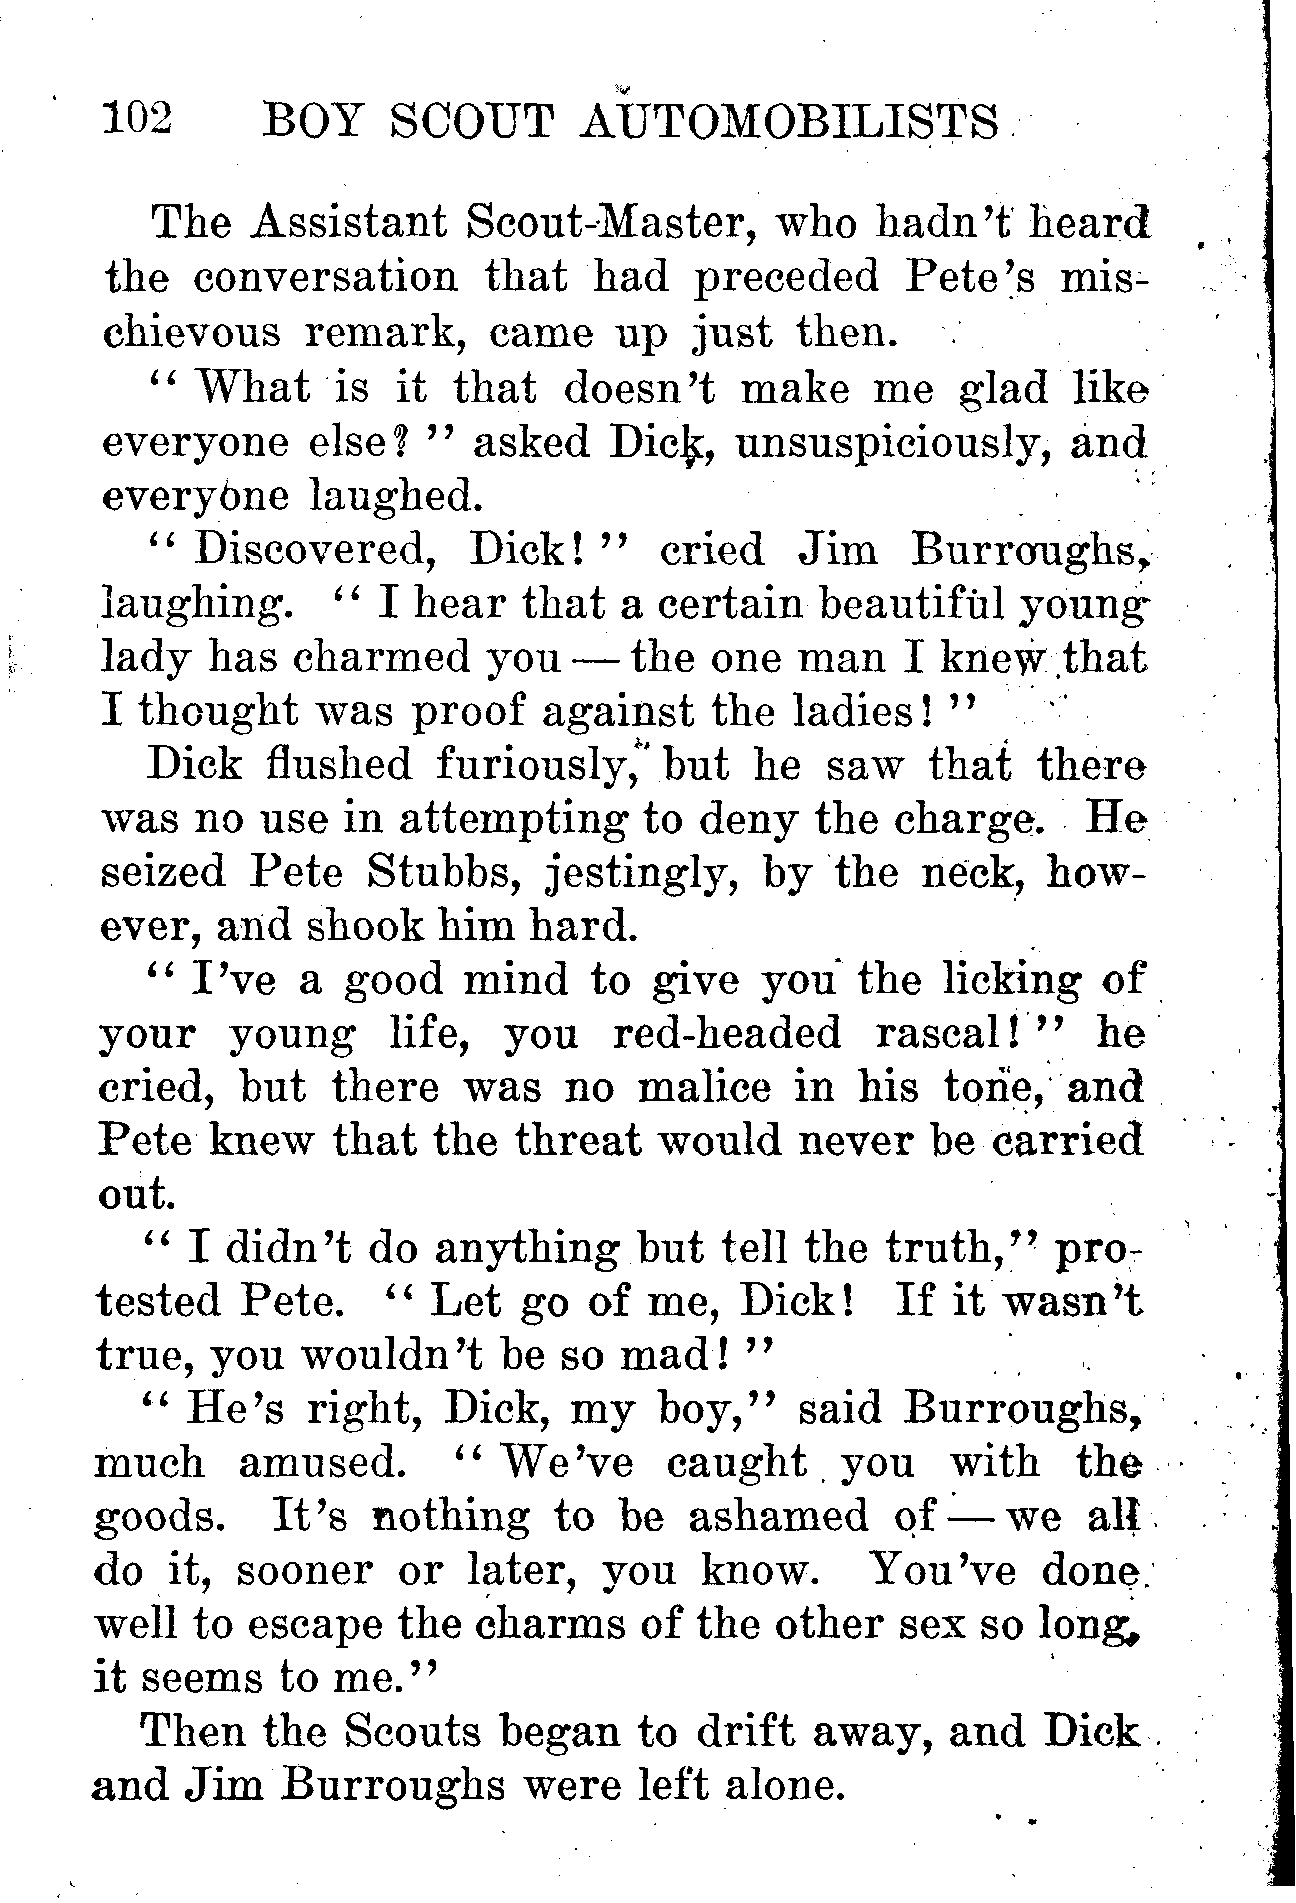 102 BOY SCOUT AUTOMOBILISTS
The Assistant Scout-Master, who hadn't heard
the conversation that had preceded Pete's mis-
chievous remark, came up just then.
" What is it that doesn't make me glad like
everyone else? " asked Dick, unsuspiciously, and
everyone laughed.
" Discovered, Dick! " cried Jim Burroughs,
laughing. " I hear that a certain beautiful young
lady has charmed you — the one man I knew that
I thought was proof against the ladies! "
Dick flushed furiously, but he saw that there
was no use in attempting to deny the charge. He
seized Pete Stubbs, jestingly, by the neck, how-
ever, and shook him hard.
" I've a good mind to give you the licking of
your young life, you red-headed rascal! " he
cried, but there was no malice in his tone, and
Pete knew that the threat would never be carried
out.
" I didn't do anything but tell the truth," pro-
tested Pete. " Let go of me, Dick! If it wasn't
true, you wouldn't be so mad! "
" He's right, Dick, my boy," said Burroughs,
much amused. " We've caught you with the
goods. It's nothing to be ashamed of — we all
do it, sooner or later, you know. You've done
well to escape the charms of the other sex so long,
it seems to me."
Then the Scouts began to drift away, and Dick
and Jim Burroughs were left alone.